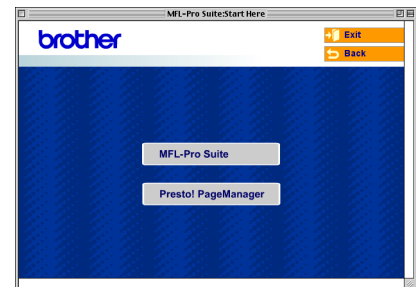 MFL-Pro Suite:Start Here
brother
Exit
Back
MFL-Pro Suite
Presto! PageManager